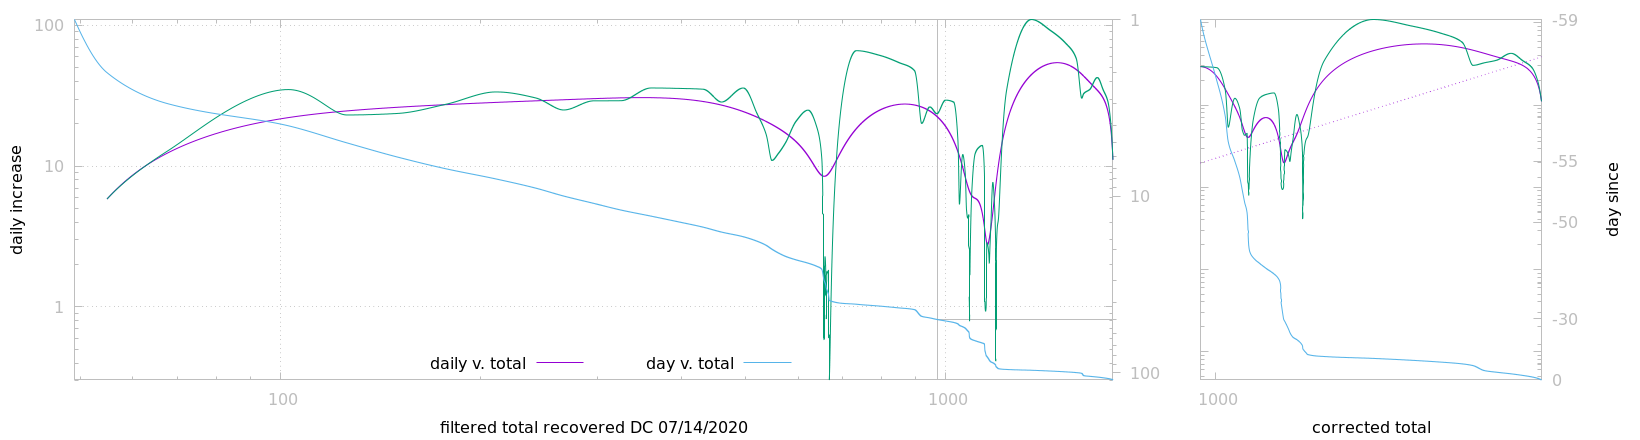 100
10
1
daily increase
daily v. total
day v. total
100
1000
filtered total recovered DC 07/14/2020
1
10
100
1000
corrected total
-59
-55
-50
-30
0
day since